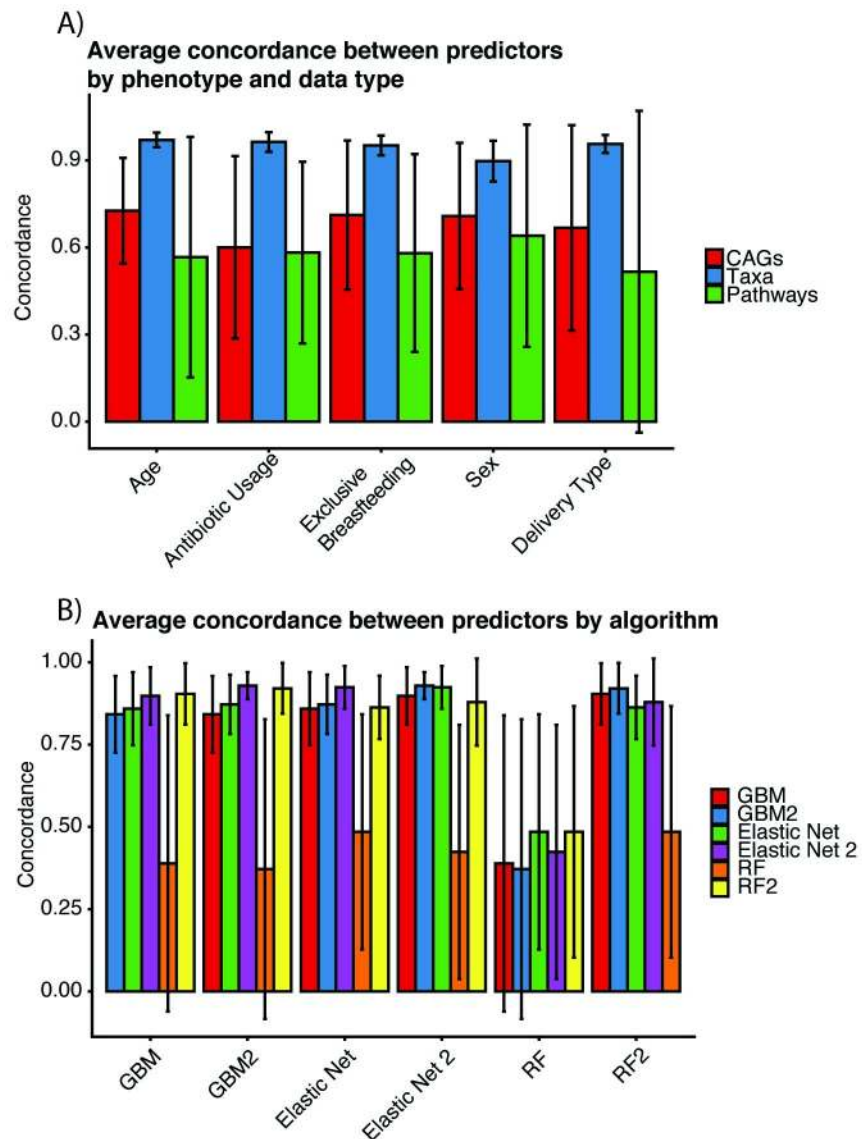 A)
Average concordance between predictors
by phenotype and data type
Concordance
0.9
0.6
0.3
0.0
Age
Antibiotic Usage
Exclusive
Breasfteeding
Sex
Delivery Type
CAGs
Taxa
Pathways
B)
Average concordance between predictors by algorithm
Concordance
1.00
0.75
0.50
0.25
0.00
GBM
GBM2
Elastic Net
Elastic Net 2
RF
RF2
GBM
GBM2
Elastic Net
Elastic Net 2
RF
RF2